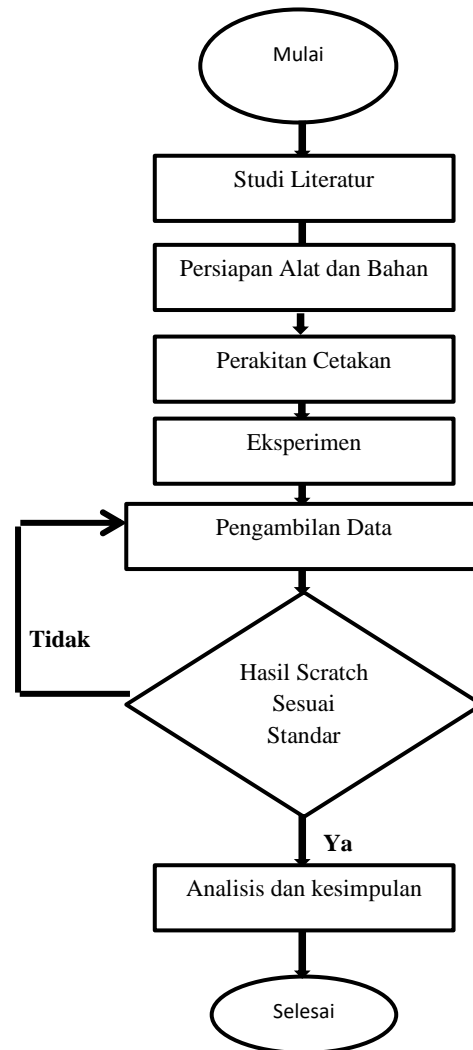 Mulai
Studi Literatur
Persiapan Alat dan Bahan
Perakitan Cetakan
Eksperimen
Pengambilan Data
Tidak
Hasil Scratch
Sesuai
Standar
Ya
Analisis dan kesimpulan
Selesai